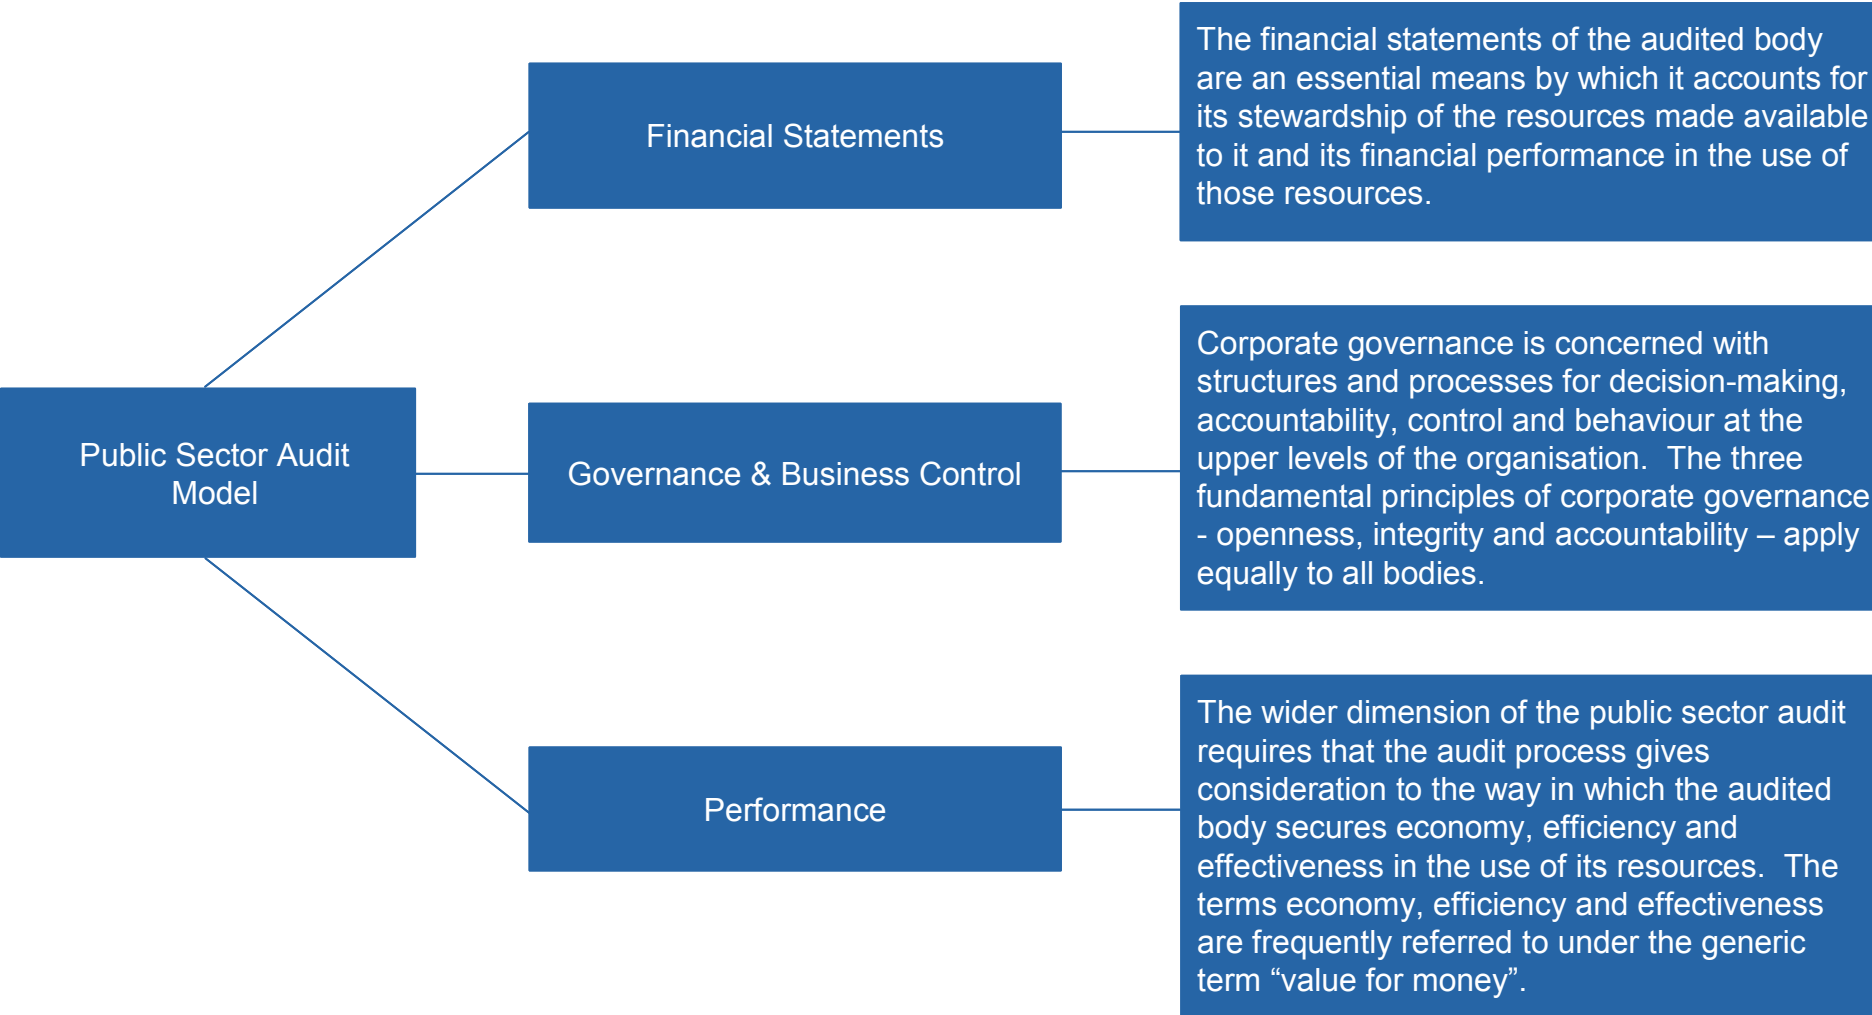 The financial statements of the audited body
are an essential means by which it accounts for
its stewardship of the resources made available
to it and its financial performance in the use of
those resources.
Financial Statements
Corporate governance is concerned with
structures and processes for decision-making,
accountability, control and behaviour at the
upper levels of the organisation.  The three
fundamental principles of corporate governance
- openness, integrity and accountability – apply
equally to all bodies.
Public Sector Audit
Model
Governance & Business Control
The wider dimension of the public sector audit
requires that the audit process gives
consideration to the way in which the audited
body secures economy, efficiency and
effectiveness in the use of its resources.  The
terms economy, efficiency and effectiveness
are frequently referred to under the generic
term “value for money”.
Performance